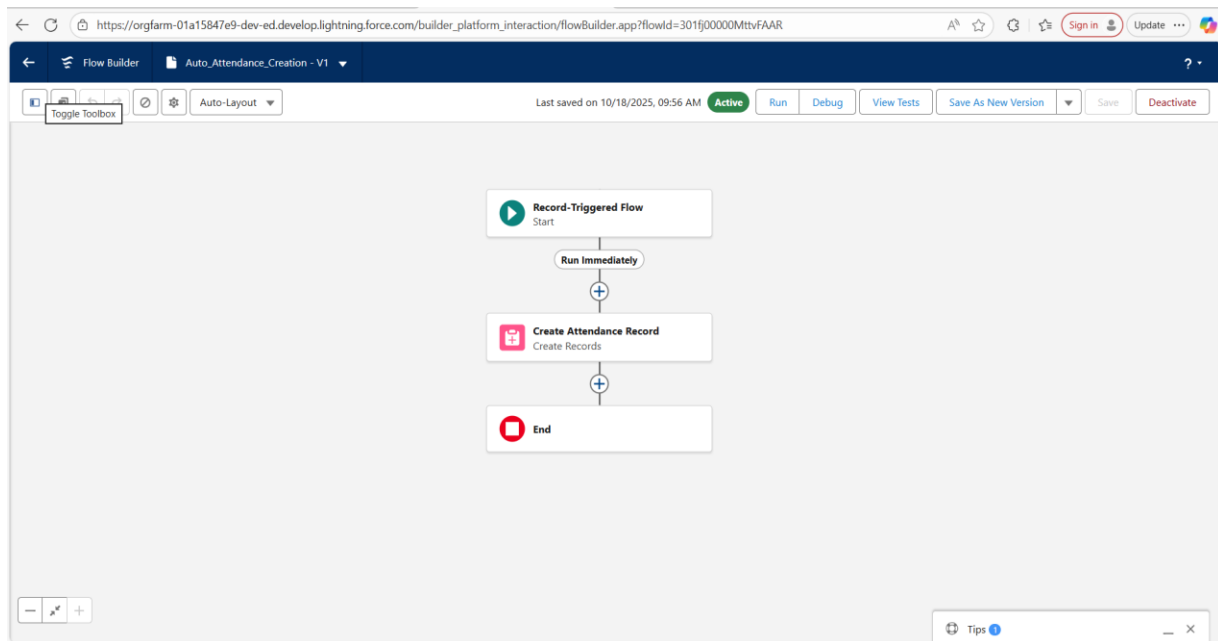 https://orgfarm-01a15847e9-dev-ed.develop.lightning.force.com/builder_platform_interaction/flowBuilder.app?flowId=301fj00000MttvFAAR
Sign in
Update
Flow Builder
Auto_Attendance_Creation - V1
?
Toggle Toolbox
Auto-Layout
Last saved on 10/18/2025, 09:56 AM
Active
Run
Debug
View Tests
Save As New Version
Save
Deactivate
Record-Triggered Flow
Start
Run Immediately
Create Attendance Record
Create Records
End
Tips 1